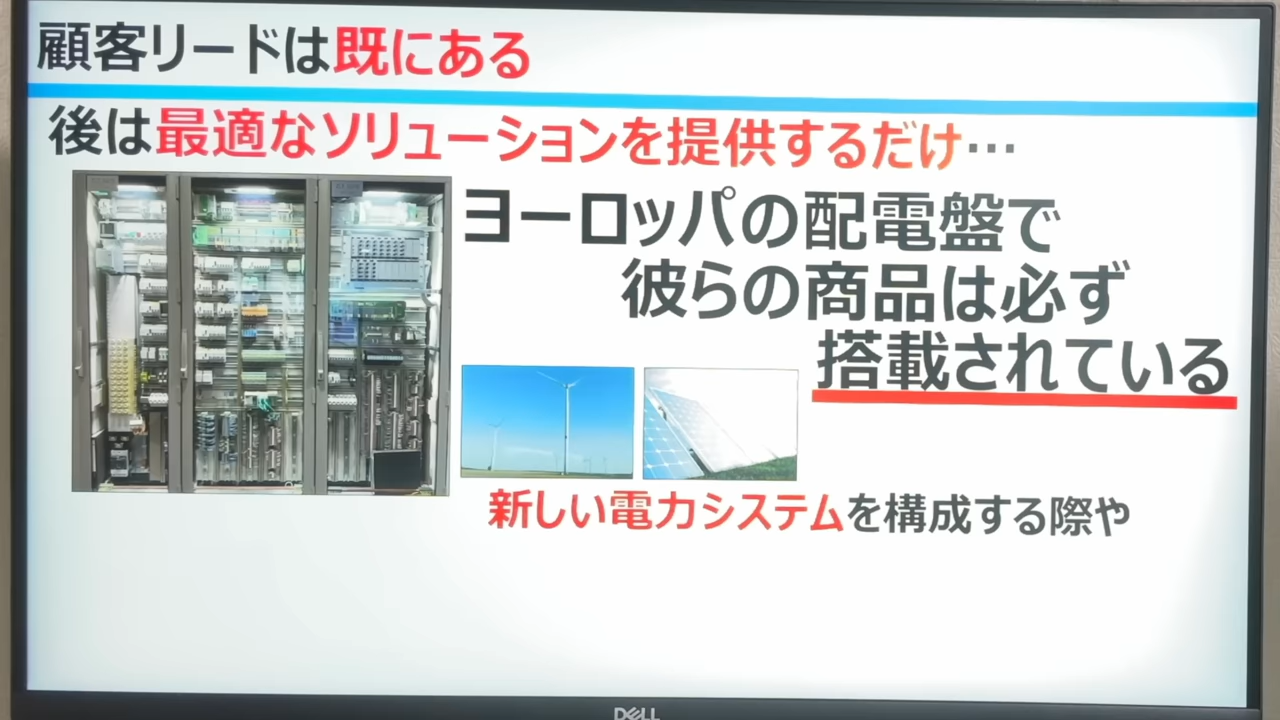 顧客リードは既にある
後は最適なソリューションを提供するだけ…
ヨーロッパの配電盤で
彼らの商品は必ず
搭載されている
新しい電力システムを構成する際や
DELL